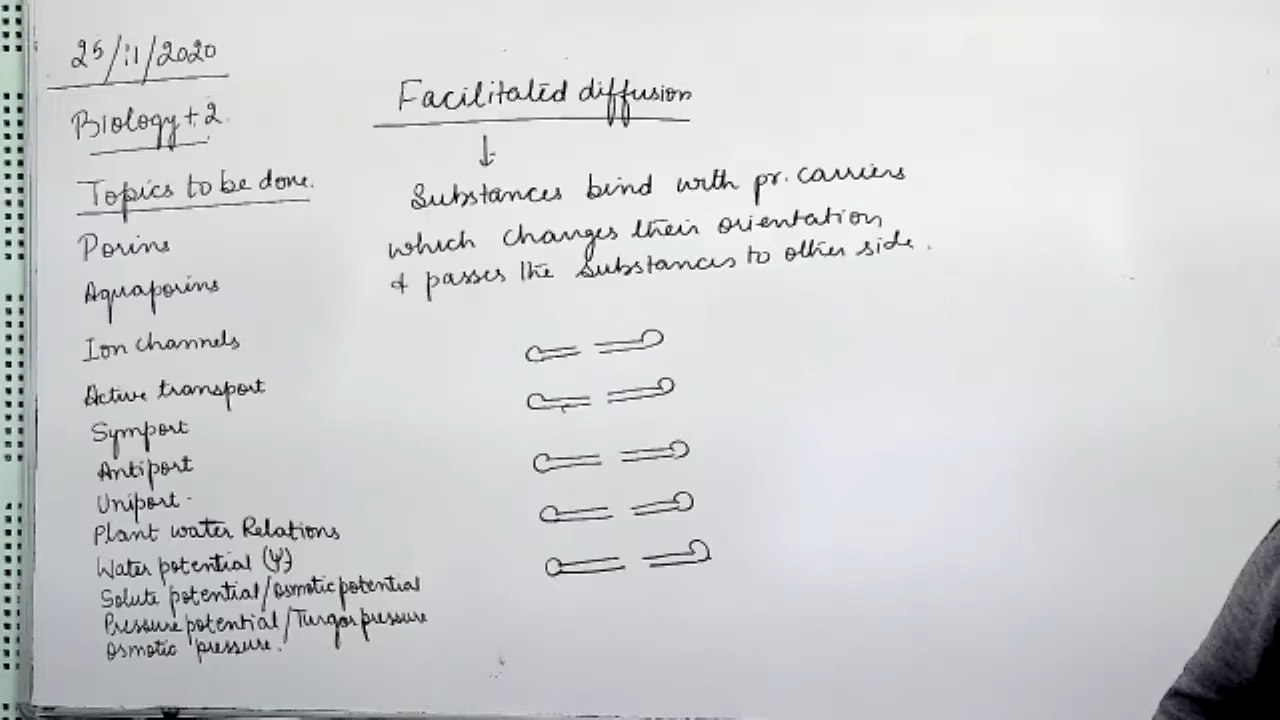 25/11/2020
Biology +2.
Topics to be done.
Porins
Aquaporins
Ion channels
Active transport
Symport
Antiport
Uniport.
Plant water Relations
Water potential (Ψ)
Solute potential/osmotic potential
Pressure potential/Turgor pressure
Osmotic pressure.
Facilitated diffusion
↓
Substances bind with pr. carriers
which changes their orientation
& passes the substances to other side.